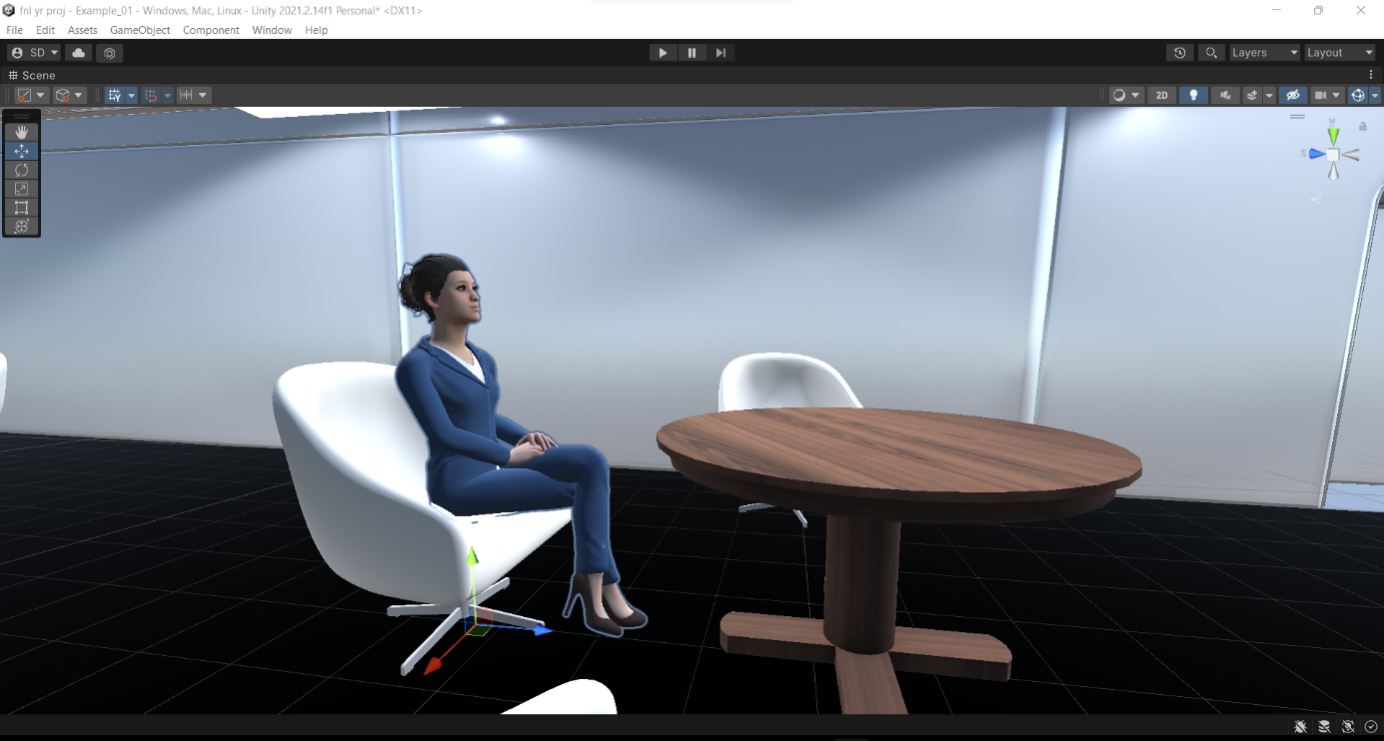 fnl yr proj - Example_01 - Windows, Mac, Linux - Unity 2021.2.14f1 Personal* <DX11>
File Edit Assets GameObject Component Window Help
SD Layers Layout
Scene
2D
y